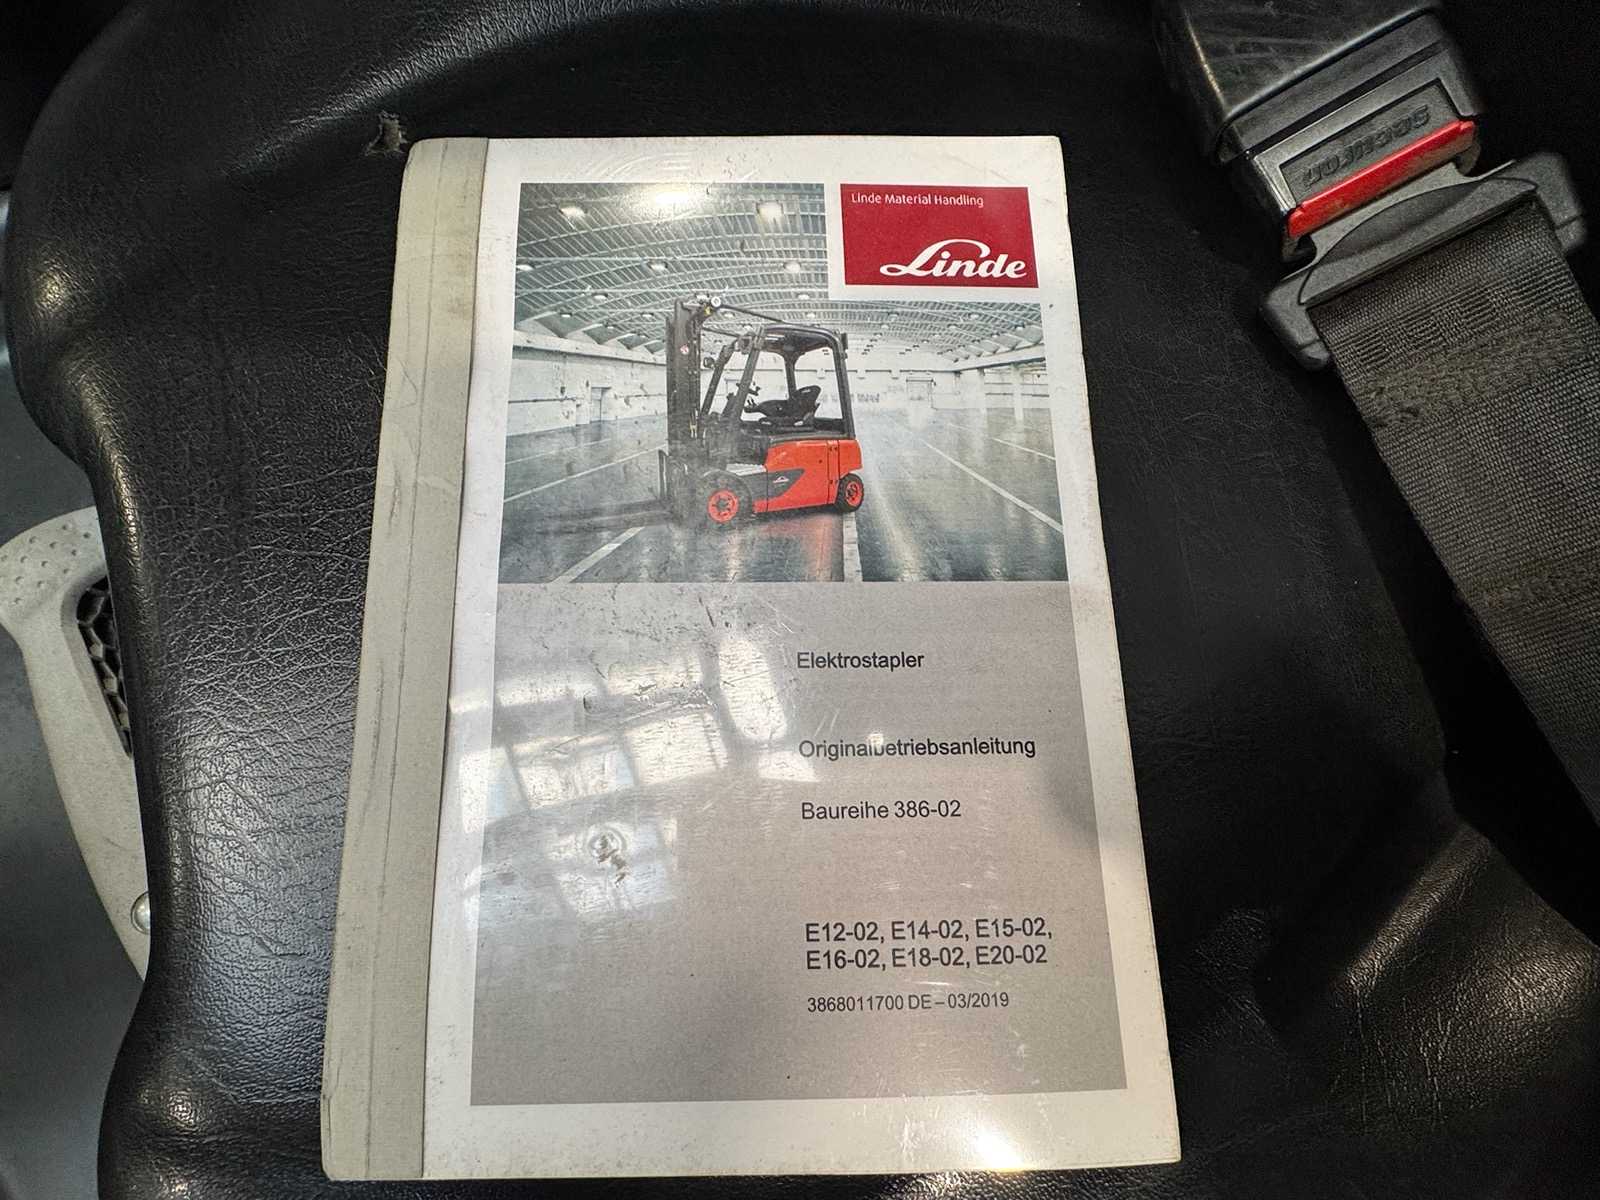 Linde Material Handling
Linde
Elektrostapler
Originalbetriebsanleitung
Baureihe 386-02
E12-02, E14-02, E15-02,
E16-02, E18-02, E20-02
3868011700 DE – 03/2019
securon